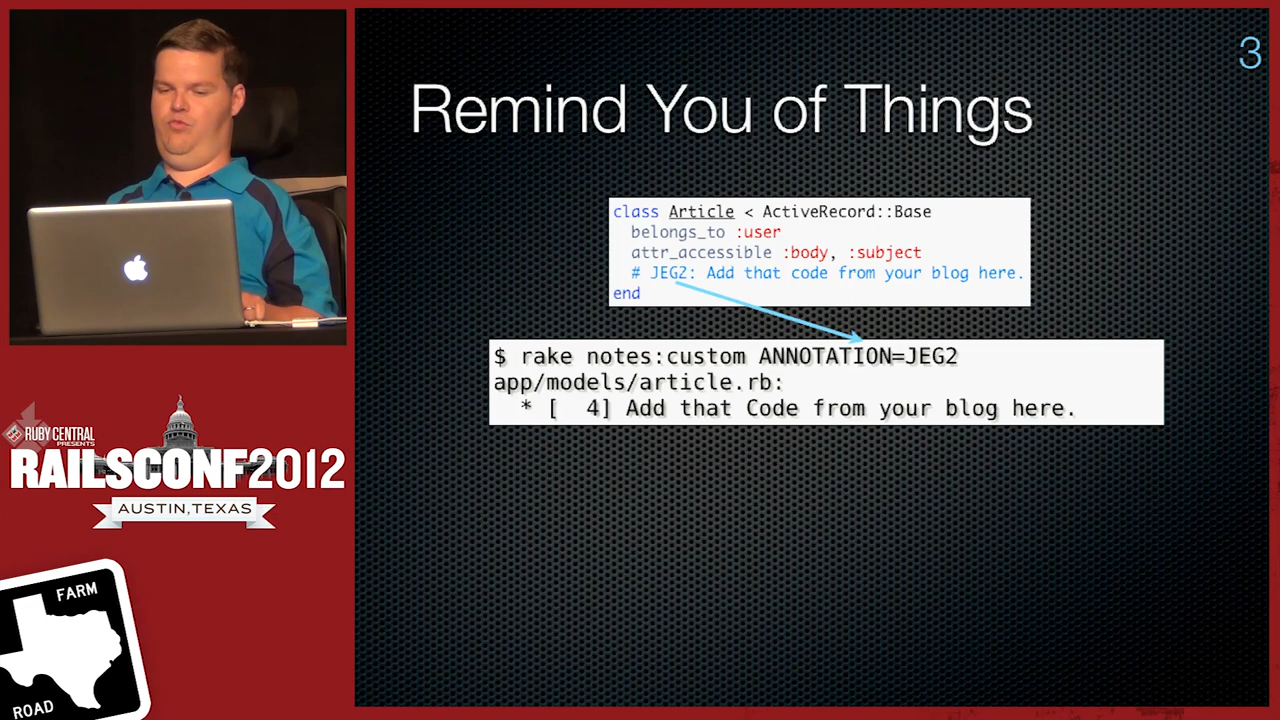 3
Remind You of Things
class Article < ActiveRecord::Base
belongs_to :user
attr_accessible :body, :subject
# JEG2: Add that code from your blog here.
end
$ rake notes:custom ANNOTATION=JEG2
app/models/article.rb:
* [  4] Add that Code from your blog here.
RUBY CENTRAL
PRESENTS
RAILSCONF2012
AUSTIN,TEXAS
FARM
ROAD